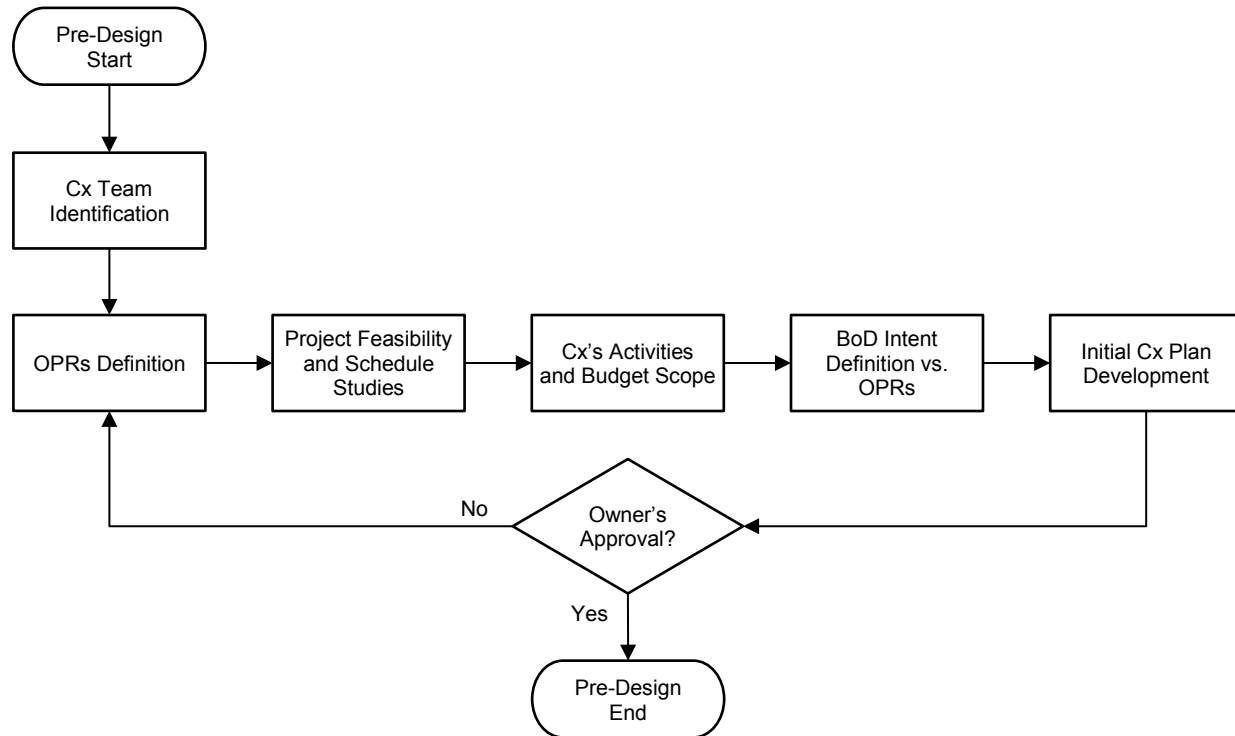 Pre-Design
Start
Cx Team
Identification
OPRs Definition
Project Feasibility
and Schedule
Studies
Cx’s Activities
and Budget Scope
BoD Intent
Definition vs.
OPRs
Initial Cx Plan
Development
No
Owner’s
Approval?
Yes
Pre-Design
End